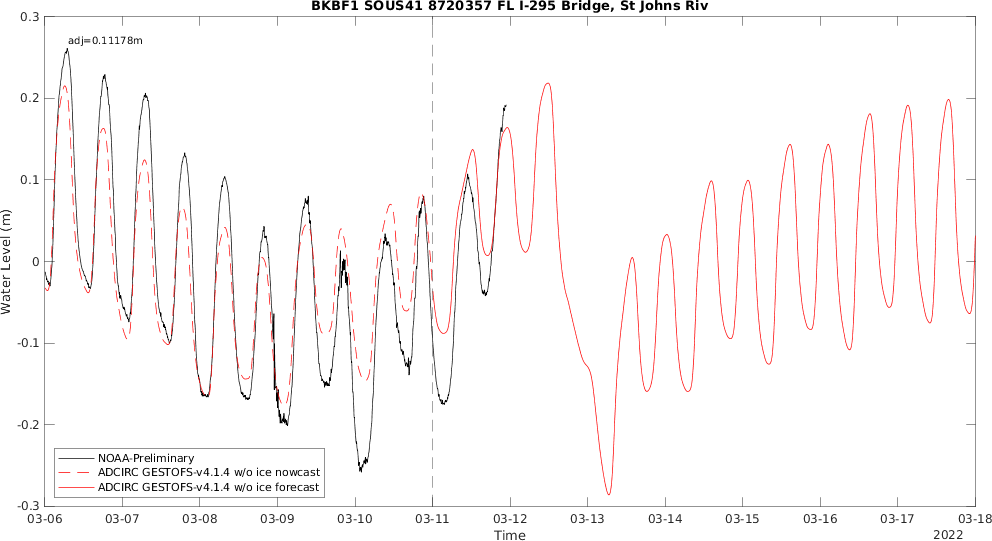 BKBF1 SOUS41 8720357 FL I-295 Bridge, St Johns Riv
adj=0.11178m
0.3
0.2
0.1
0
-0.1
-0.2
-0.3
Water Level (m)
NOAA-Preliminary
ADCIRC GESTOFS-v4.1.4 w/o ice nowcast
ADCIRC GESTOFS-v4.1.4 w/o ice forecast
03-06 03-07 03-08 03-09 03-10 03-11 03-12 03-13 03-14 03-15 03-16 03-17 03-18
Time
2022